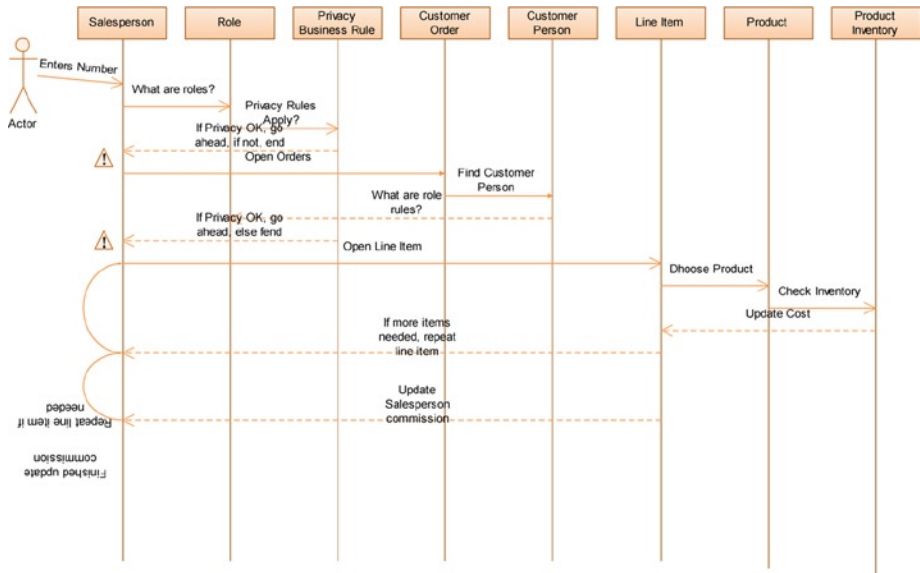 Salesperson
Role
Privacy
Business Rule
Customer
Order
Customer
Person
Line Item
Product
Product
Inventory
Enters Number
Actor
What are roles?
Privacy Rules
Apply?
If Privacy OK, go
ahead, if not. end
Open Orders
Find Customer
Person
What are role
rules?
If Privacy OK, go
ahead, else fend
Open Line Item
Dhoose Product
Check Inventory
Update Cost
If more items
needed, repeat
line item
Update
Salesperson
commission
Repeat line item if
needed
Finished update
commission